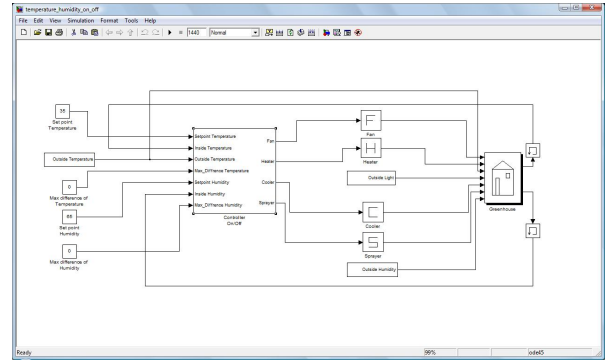 temperature_humidity_on_off
File Edit View Simulation Format Tools Help
1440 Normal
35
Set point
Temperature
Outside Temperature
0
Max difference of
Temperature
65
Set point
Humidity
0
Max difference of
Humidity
Setpoint Temperature
Inside Temperature
Outside Temperature
Max_Diffrence Temperature
Setpoint Humidity
Inside Humidity
Max_Diffrence Humidity
Fan
Heater
Cooler
Sprayer
Controller
On/Off
F
Fan
H
Heater
Outside Light
C
Cooler
S
Sprayer
Outside Humidity
Greenhouse
Ready 99% ode45